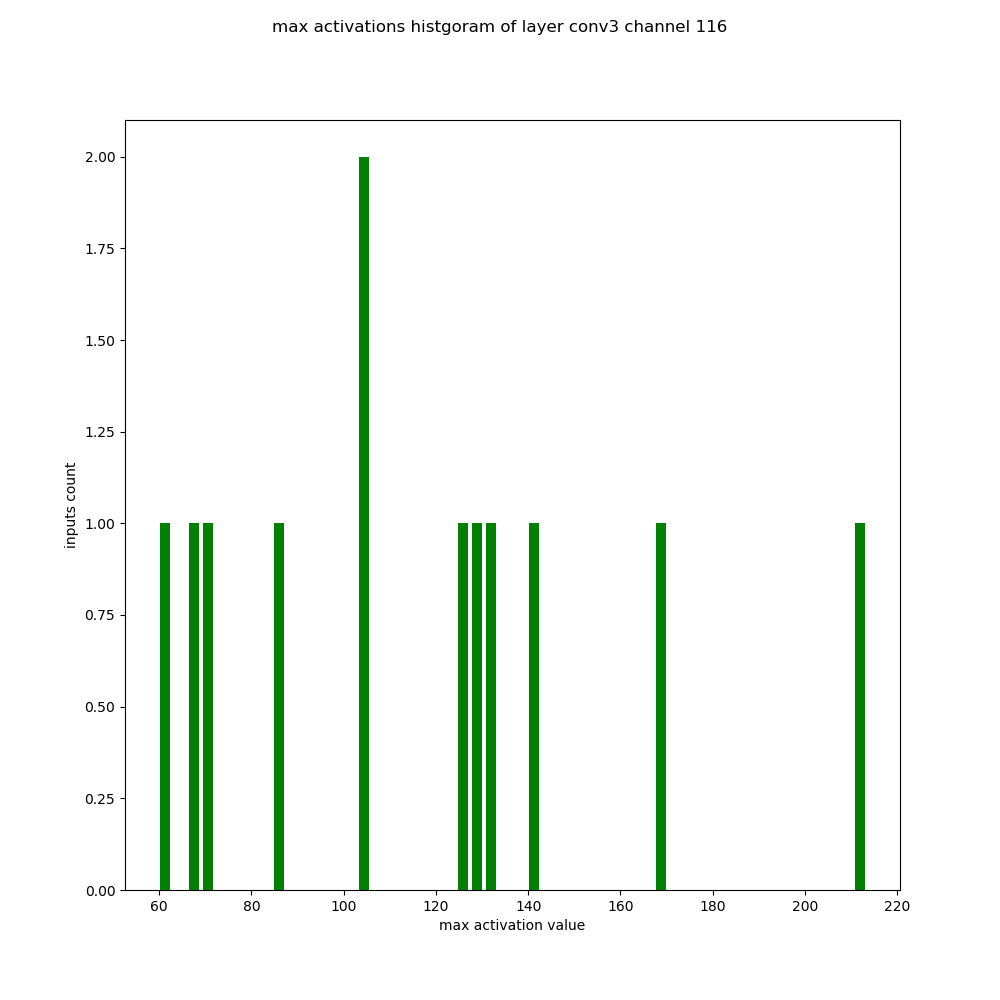 max activations histgoram of layer conv3 channel 116
2.00
1.75
1.50
1.25
1.00
0.75
0.50
0.25
0.00
inputs count
60 80 100 120 140 160 180 200 220
max activation value